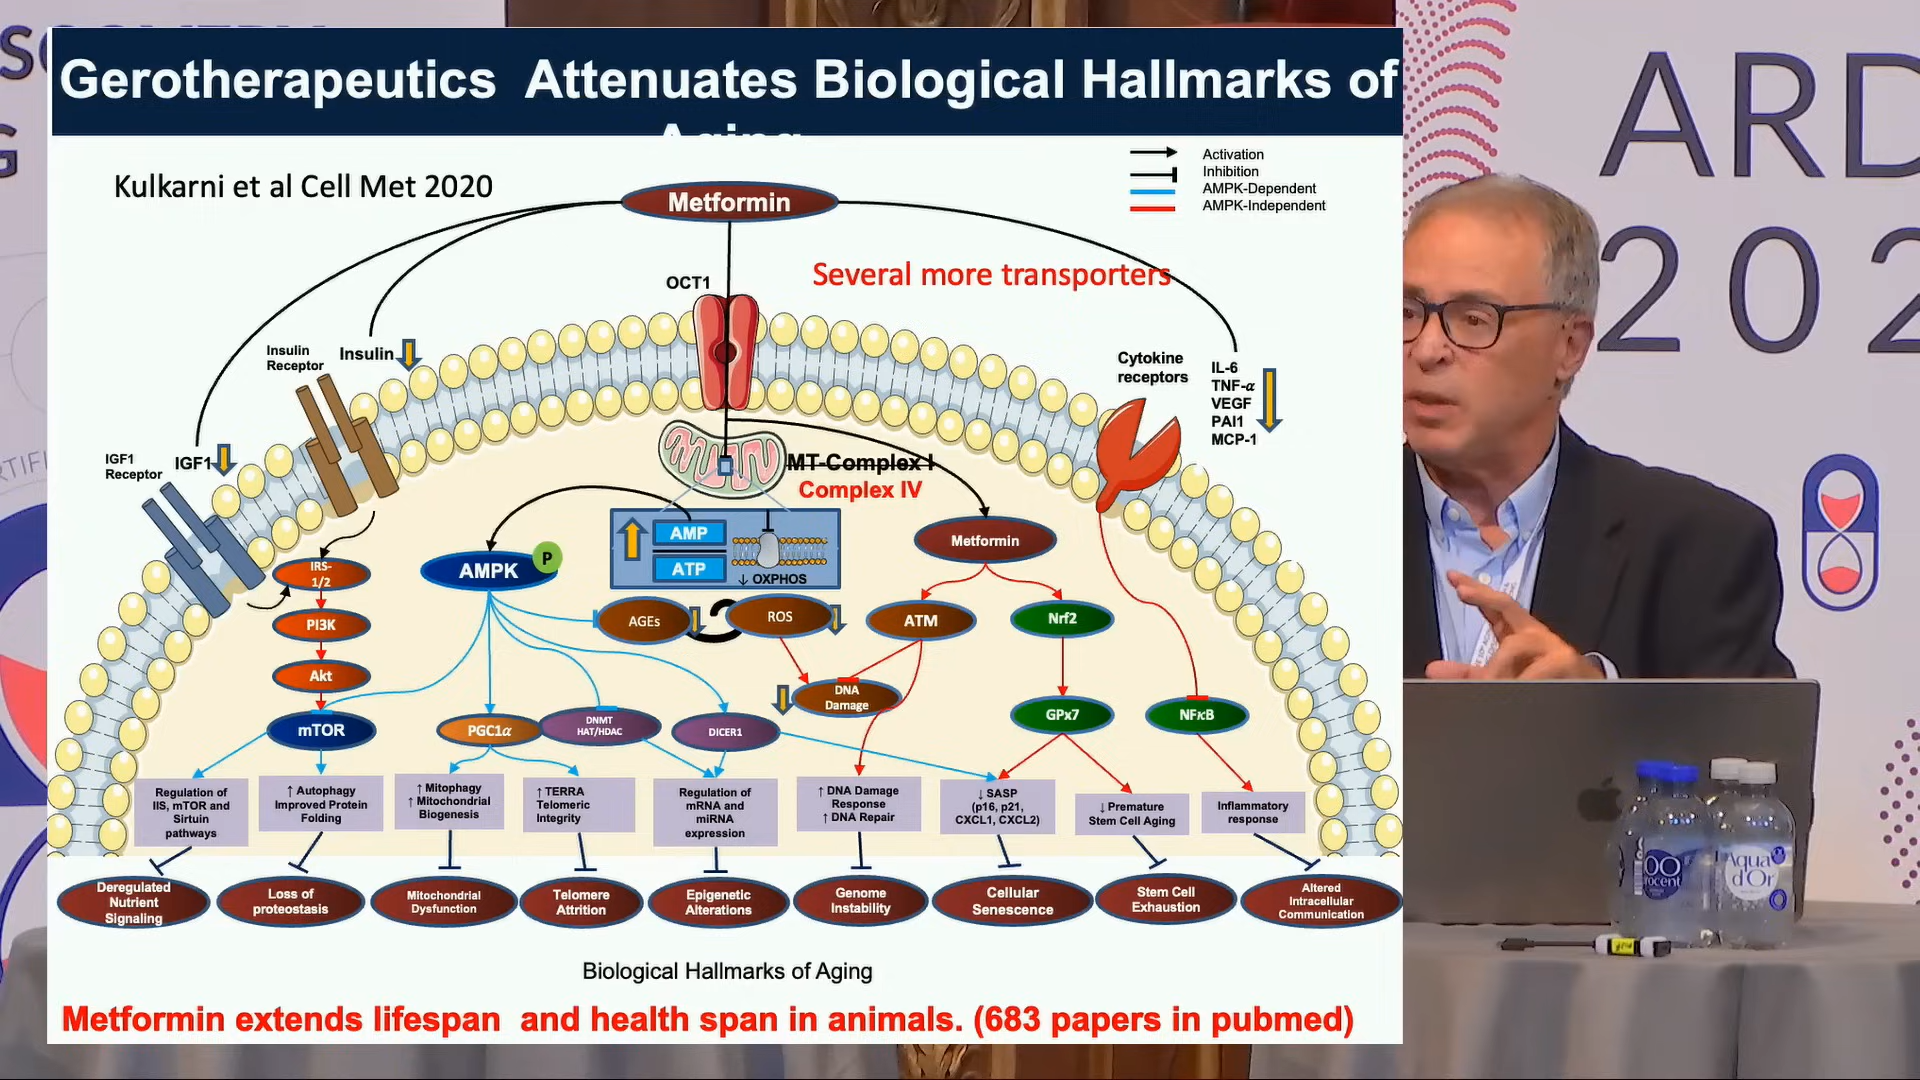 Gerotherapeutics Attenuates Biological Hallmarks of
Aging
Kulkarni et al Cell Met 2020
Activation
Inhibition
AMPK-Dependent
AMPK-Independent
Metformin
OCT1
Several more transporters
Insulin
Receptor
Insulin
IGF1
Receptor
IGF1
Cytokine
receptors
IL-6
TNF-α
VEGF
PAI1
MCP-1
MT-Complex I
Complex IV
AMP
ATP
↓ OXPHOS
Metformin
AMPK
P
IRS-
1/2
PI3K
Akt
mTOR
AGEs
ROS
ATM
Nrf2
DNA
Damage
PGC1α
DNMT
HAT/HDAC
DICER1
GPx7
NFκB
Regulation of
IIS, mTOR and
Sirtuin
pathways
↑ Autophagy
Improved Protein
Folding
↑ Mitophagy
↑ Mitochondrial
Biogenesis
↑ TERRA
Telomeric
Integrity
Regulation of
mRNA and
miRNA
expression
↑ DNA Damage
Response
↑ DNA Repair
↓ SASP
(p16, p21,
CXCL1, CXCL2)
↓ Premature
Stem Cell Aging
Inflammatory
response
Deregulated
Nutrient
Signaling
Loss of
proteostasis
Mitochondrial
Dysfunction
Telomere
Attrition
Epigenetic
Alterations
Genome
Instability
Cellular
Senescence
Stem Cell
Exhaustion
Altered
Intracellular
Communication
Biological Hallmarks of Aging
Metformin extends lifespan and health span in animals. (683 papers in pubmed)
ARD
202
Aqua
d'Or